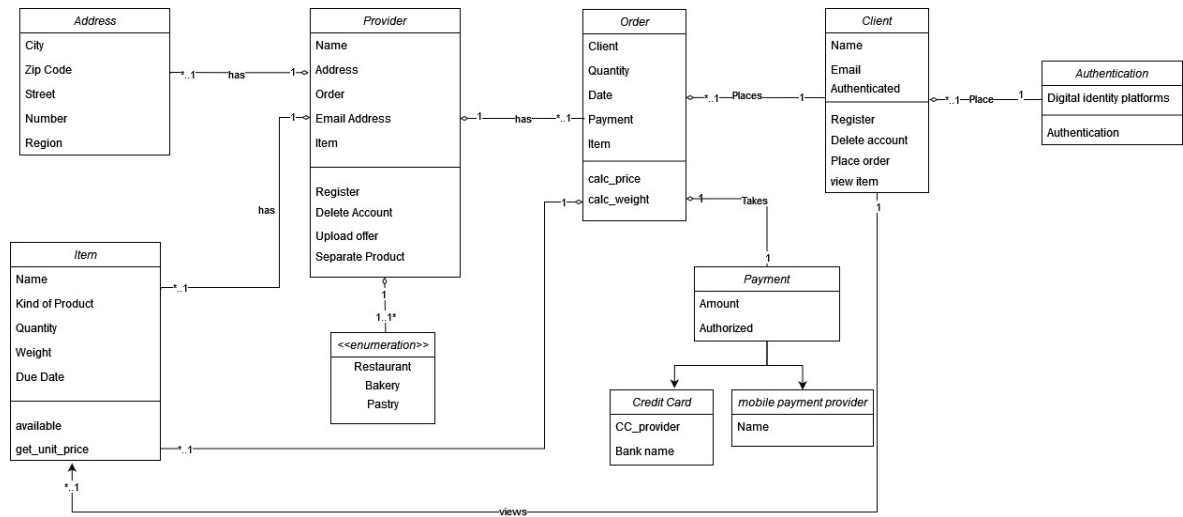 Address
City
Zip Code
Street
Number
Region
*..1
has
1
Provider
Name
Address
Order
Email Address
Item
Register
Delete Account
Upload offer
Separate Product
1
has
*..1
1
has
*..1
Order
Client
Quantity
Date
Payment
Item
calc_price
calc_weight
*..1
Places
1
Client
Name
Email
Authenticated
Register
Delete account
Place order
view item
*..1
Place
1
Authentication
Digital identity platforms
Authentication
1
Takes
1
Payment
Amount
Authorized
Credit Card
CC_provider
Bank name
mobile payment provider
Name
1
1..1*
<<enumeration>>
Restaurant
Bakery
Pastry
Item
Name
Kind of Product
Quantity
Weight
Due Date
available
get_unit_price
*..1
1
*..1
views
1